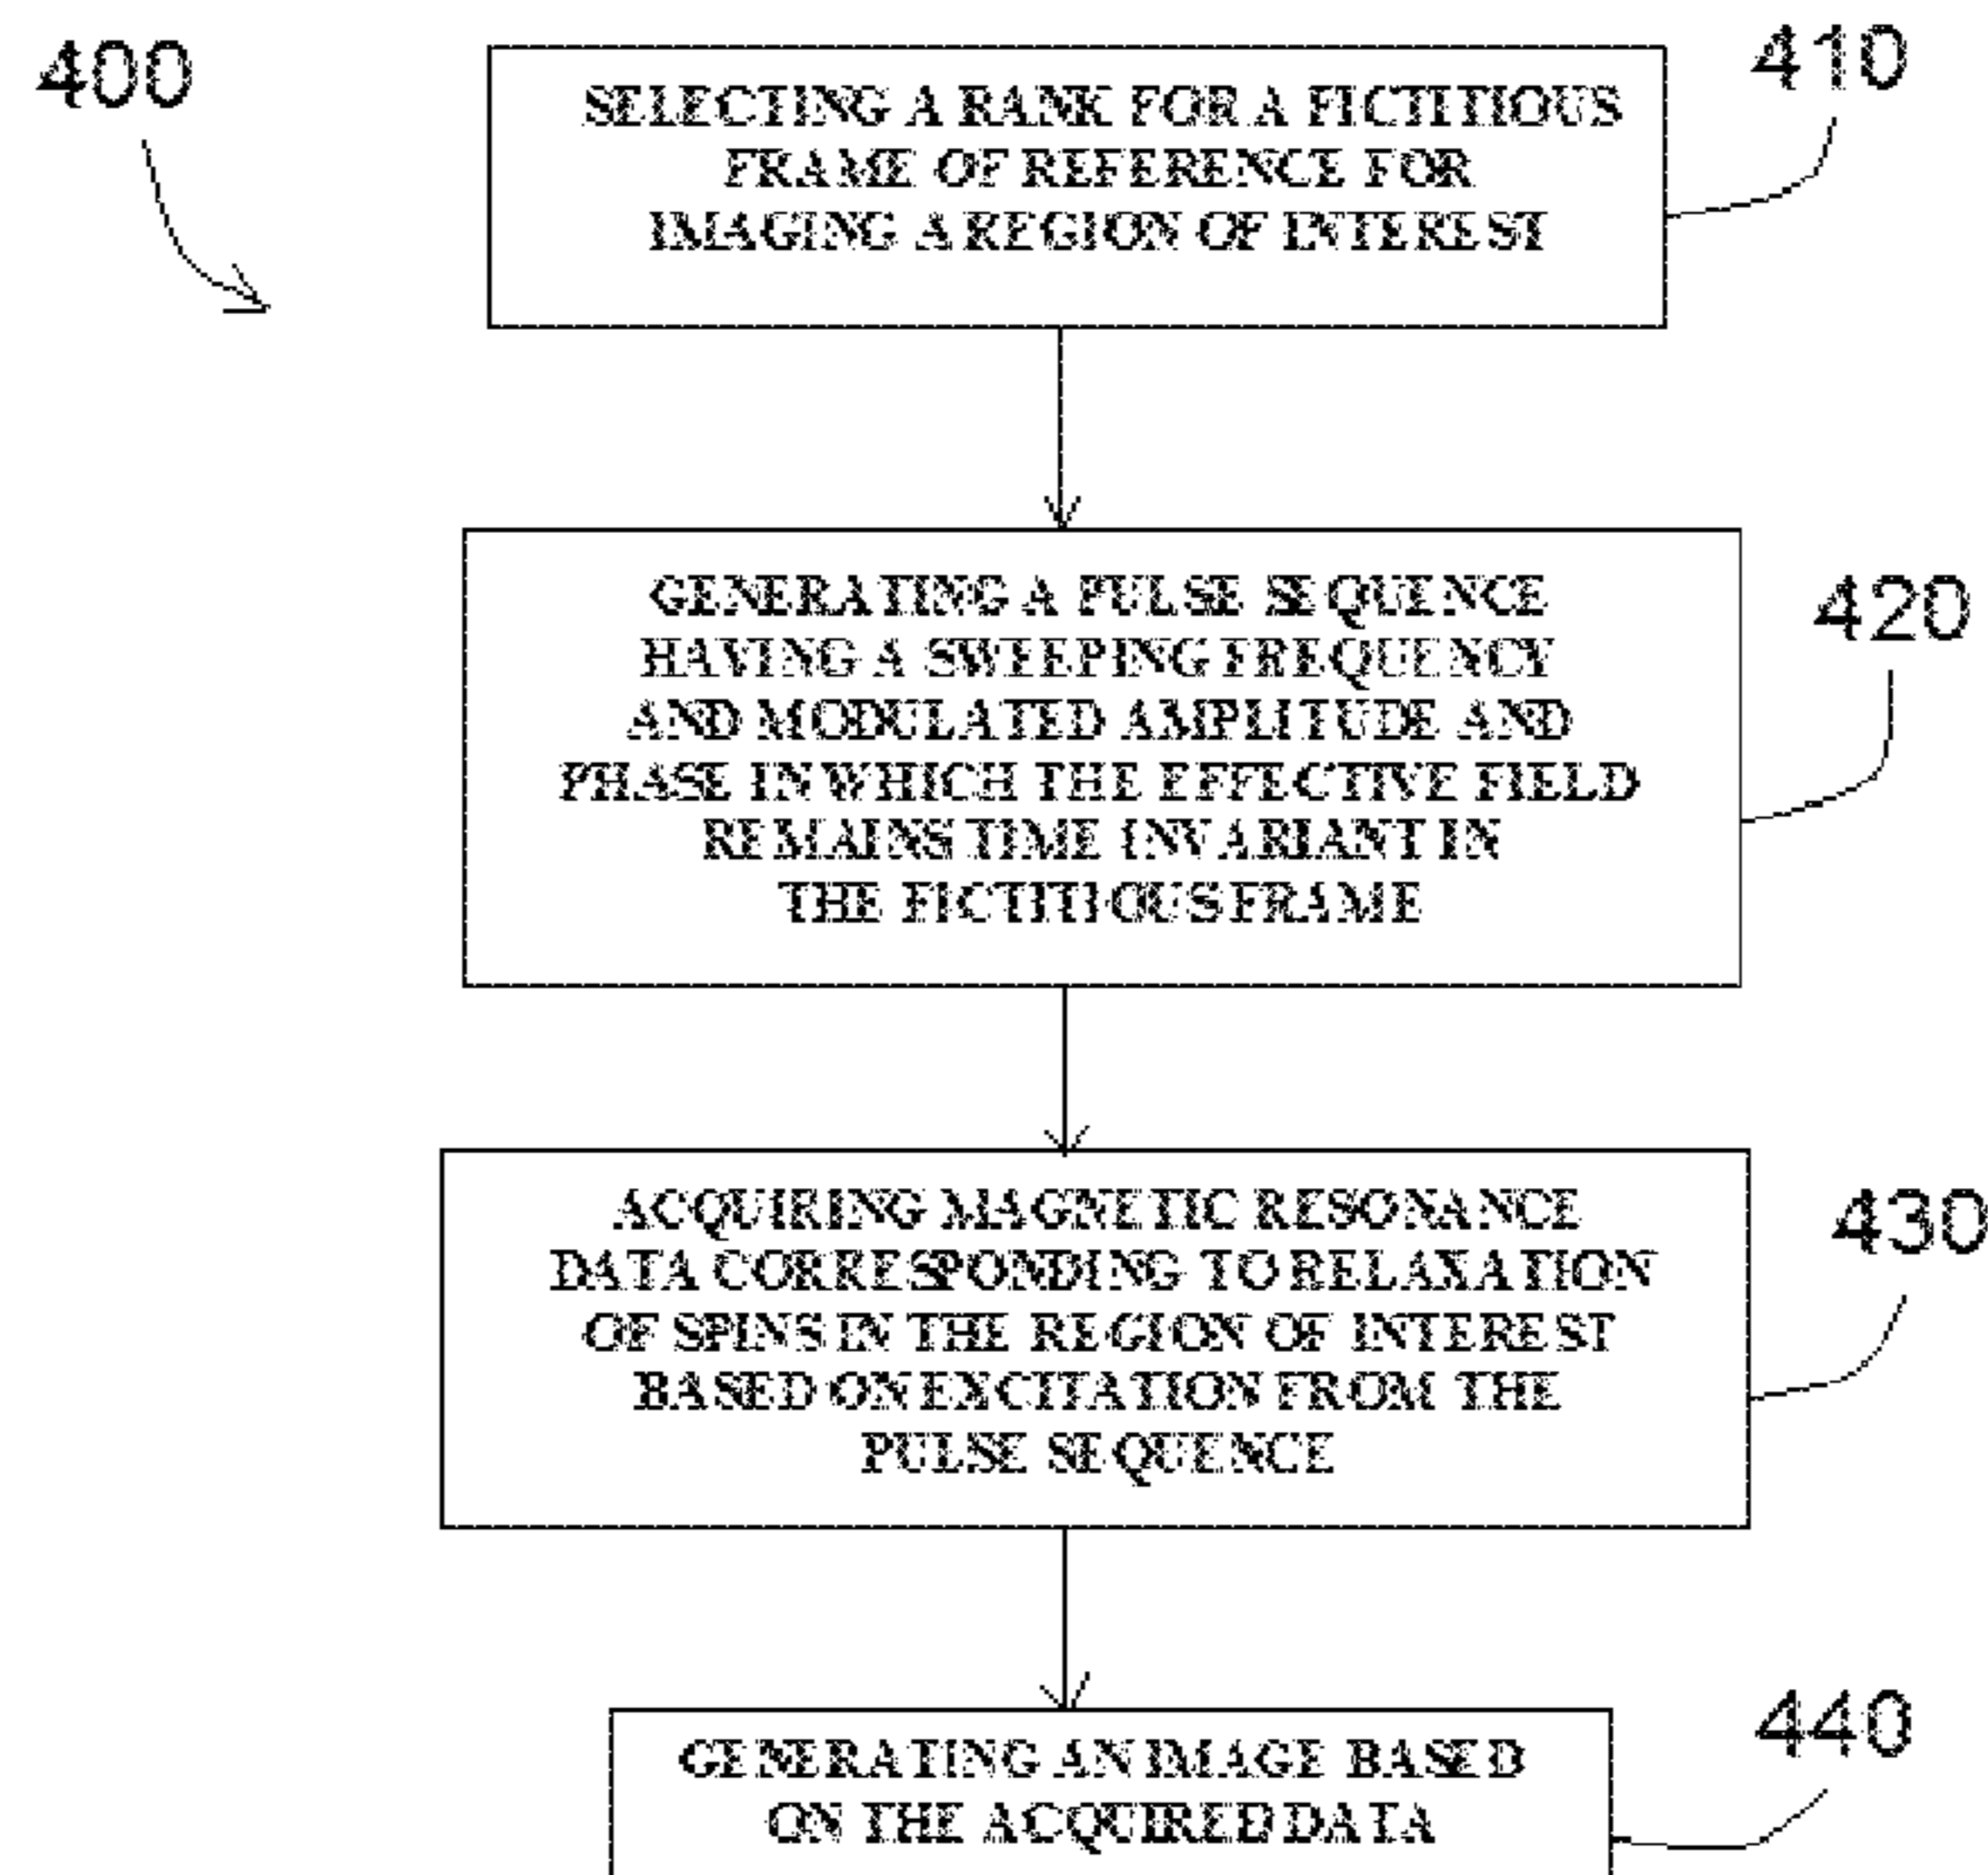 400
410
SELECTING A RANK FOR A FICTITIOUS
FRAME OF REFERENCE FOR
IMAGING A REGION OF INTEREST
420
GENERATING A PULSE SEQUENCE
HAVING A SWEEPING FREQUENCY
AND MODULATED AMPLITUDE AND
PHASE IN WHICH THE EFFECTIVE FIELD
REMAINS TIME INVARIANT IN
THE FICTITIOUS FRAME
430
ACQUIRING MAGNETIC RESONANCE
DATA CORRESPONDING TO RELAXATION
OF SPINS IN THE REGION OF INTEREST
BASED ON EXCITATION FROM THE
PULSE SEQUENCE
440
GENERATING AN IMAGE BASED
ON THE ACQUIRED DATA